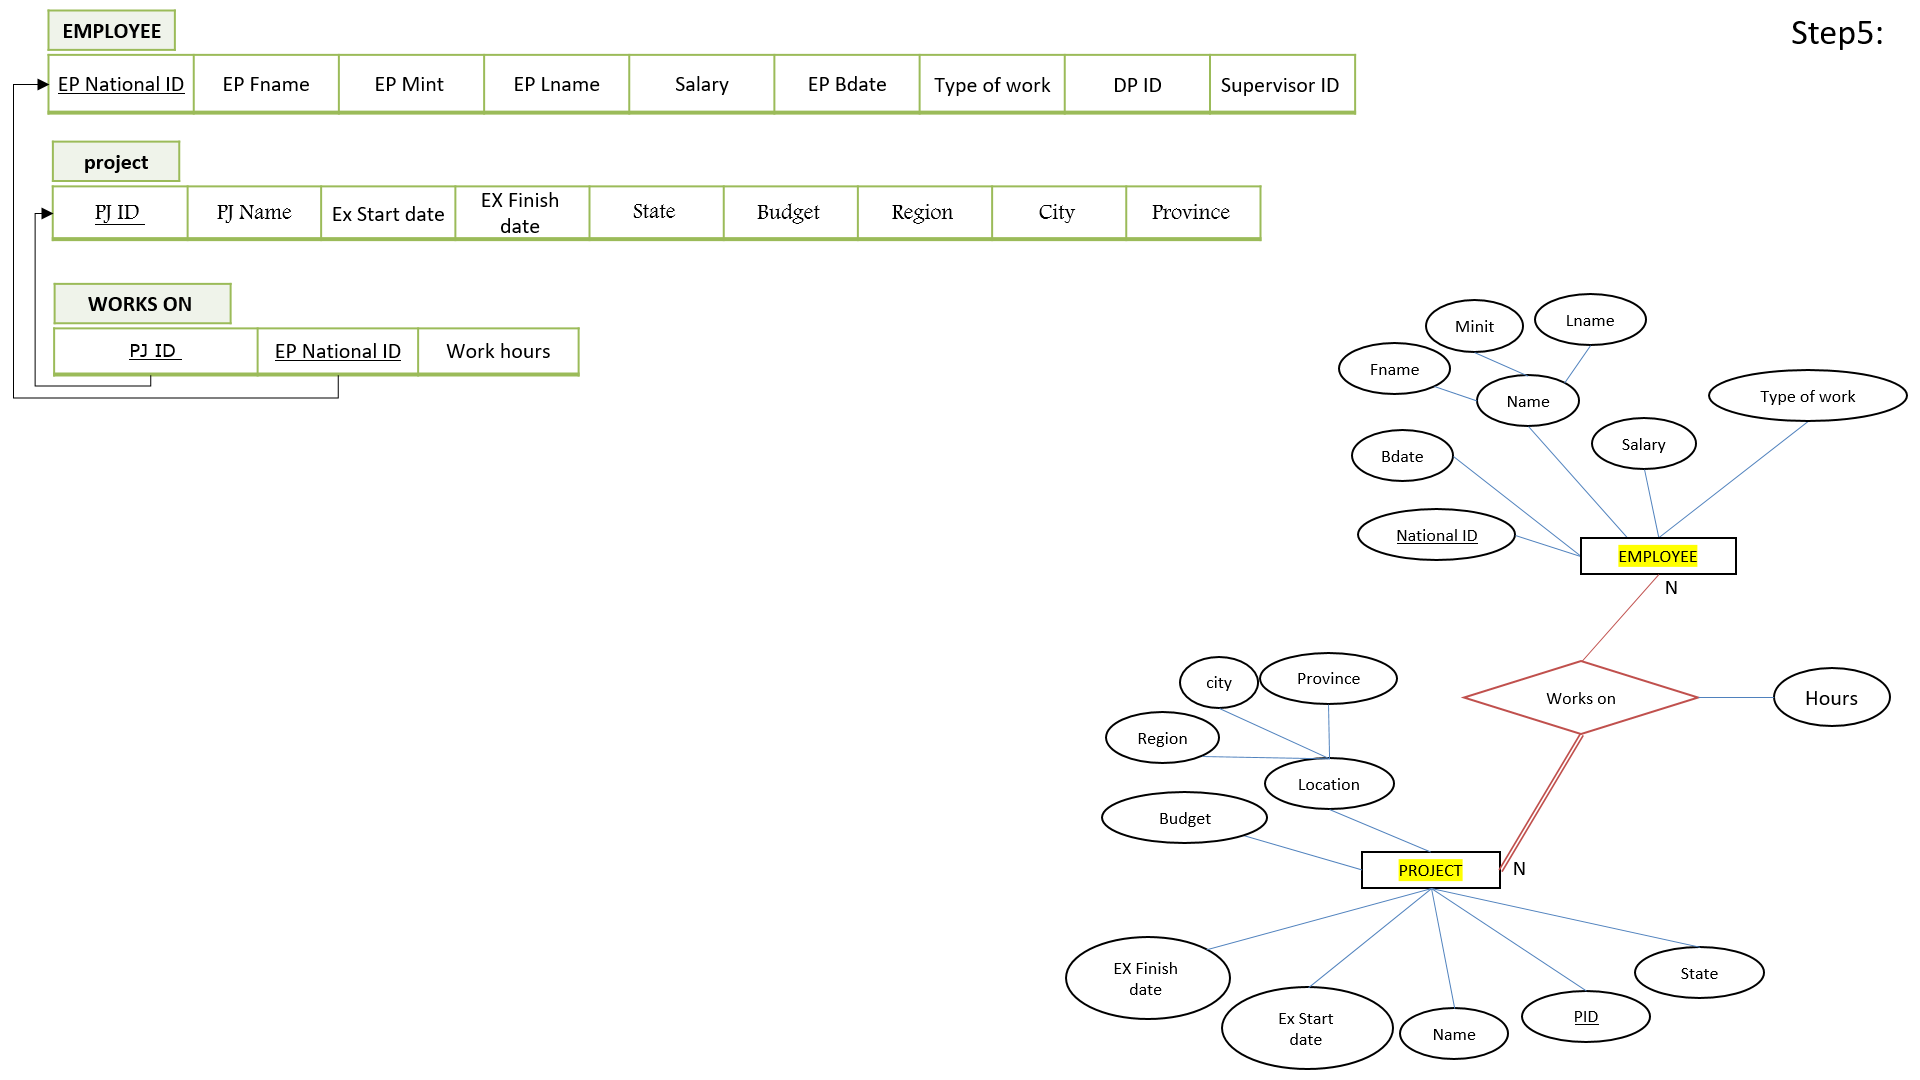 Step5:
EMPLOYEE
EP National ID EP Fname EP Mint EP Lname Salary EP Bdate Type of work DP ID Supervisor ID
project
PJ ID PJ Name Ex Start date EX Finish date State Budget Region City Province
WORKS ON
PJ ID EP National ID Work hours
Minit
Lname
Fname
Name
Type of work
Salary
Bdate
National ID
EMPLOYEE
N
city
Province
Works on
Hours
Region
Location
Budget
PROJECT
N
EX Finish
date
Ex Start
date
Name
PID
State